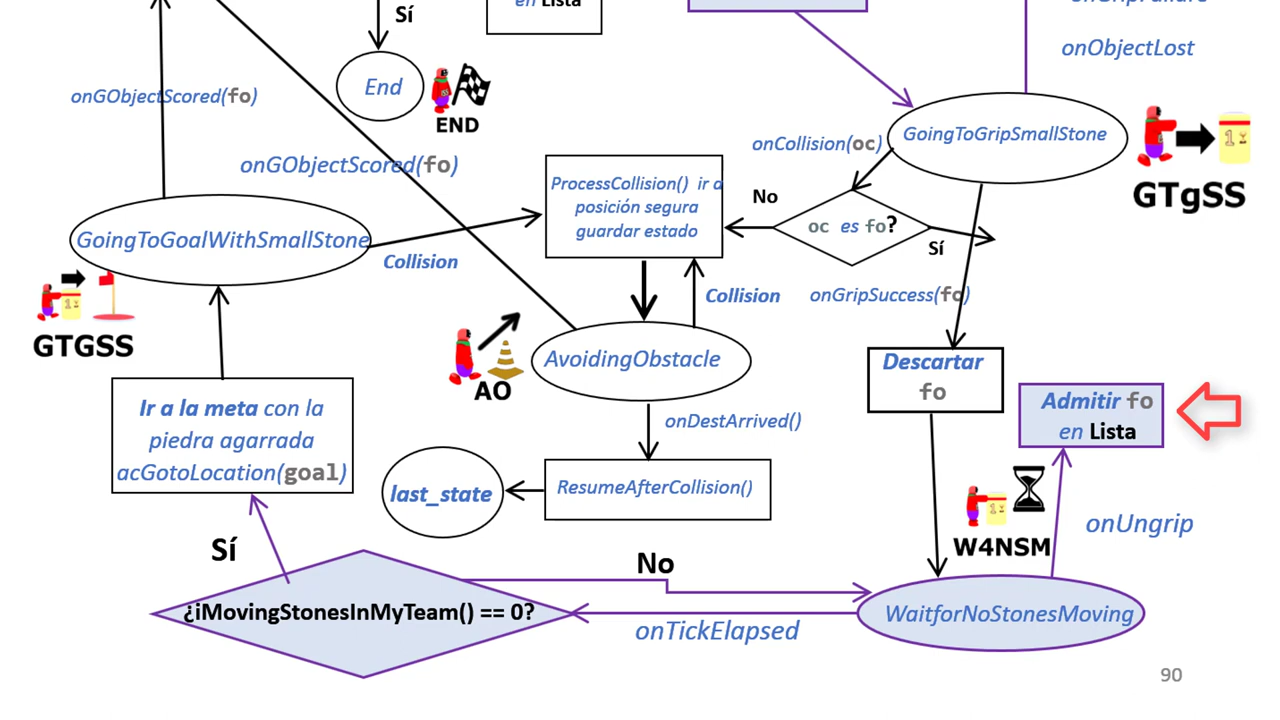 en Lista
Sí
onObjectLost
End
END
onGObjectScored(fo)
onGObjectScored(fo)
onCollision(oc)
GoingToGripSmallStone
1
GTgSS
ProcessCollision() ir a
posición segura
guardar estado
No
oc es fo?
Sí
GoingToGoalWithSmallStone
Collision
Collision
onGripSuccess(fo)
1
GTGSS
AO
AvoidingObstacle
Descartar
fo
Admitir fo
en Lista
Ir a la meta con la
piedra agarrada
acGotoLocation(goal)
onDestArrived()
last_state
ResumeAfterCollision()
1
W4NSM
onUngrip
Sí
No
¿iMovingStonesInMyTeam() == 0?
WaitforNoStonesMoving
onTickElapsed
90